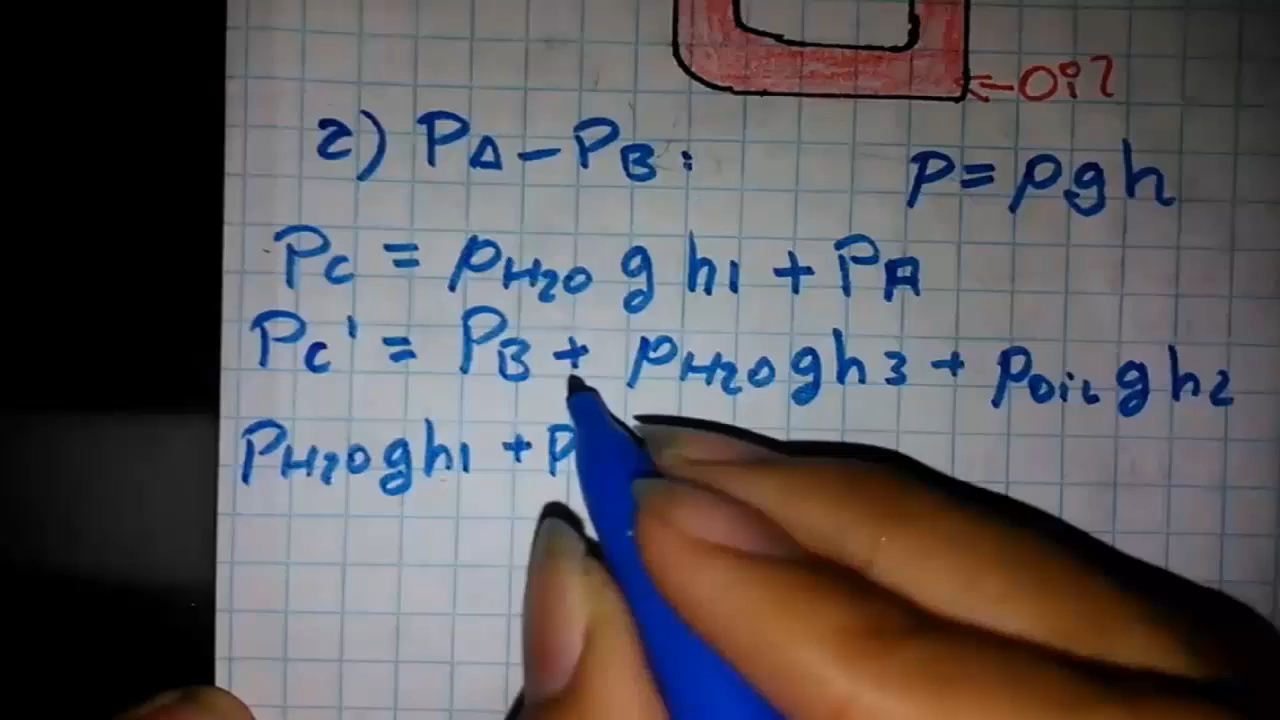 ← Oil
2) PA - PB:
P = ρgh
Pc = ρH2O g h1 + PA
Pc' = PB + ρH2O g h3 + ρoil g h2
ρH2O g h1 + P